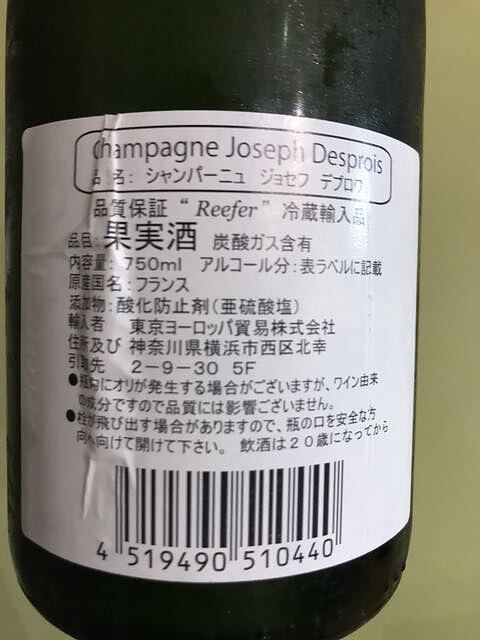 Champagne Joseph Desprois
品名: シャンパーニュ ジョセフ デプロワ
品質保証 “ Reefer ” 冷蔵輸入品
品目: 果実酒 炭酸ガス含有
内容量: 750ml アルコール分: 表ラベルに記載
原産国名: フランス
添加物: 酸化防止剤(亜硫酸塩)
輸入者 東京ヨーロッパ貿易株式会社
住所及び 神奈川県横浜市西区北幸
引取先 2-9-30 5F
●瓶内にオリが発生する場合がございますが、ワイン由来
の成分ですので品質には影響ございません。
●栓が飛び出す場合がありますので、瓶の口を安全な方
向へ向けて開けて下さい。 飲酒は20歳になってから
4 519490 510440